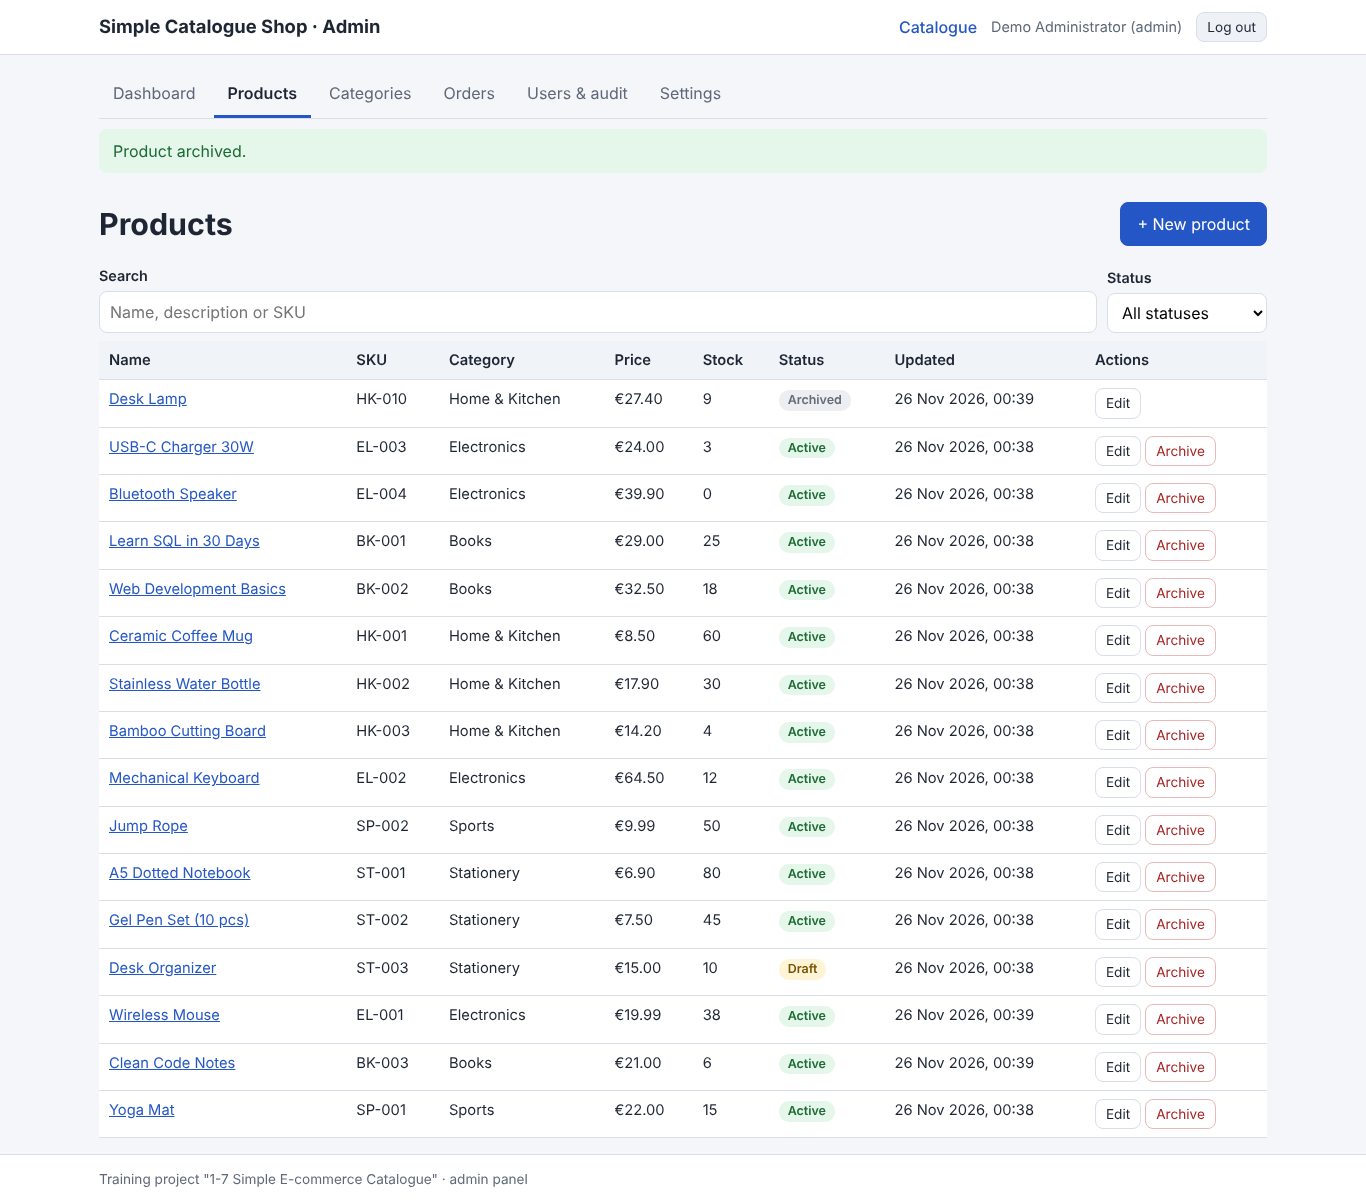 Simple Catalogue Shop · Admin
Catalogue Demo Administrator (admin) Log out
Dashboard Products Categories Orders Users & audit Settings
Product archived.
Products
+ New product
Search
Status
Name, description or SKU
All statuses
Name SKU Category Price Stock Status Updated Actions
Desk Lamp HK-010 Home & Kitchen €27.40 9 Archived 26 Nov 2026, 00:39 Edit
USB-C Charger 30W EL-003 Electronics €24.00 3 Active 26 Nov 2026, 00:38 Edit Archive
Bluetooth Speaker EL-004 Electronics €39.90 0 Active 26 Nov 2026, 00:38 Edit Archive
Learn SQL in 30 Days BK-001 Books €29.00 25 Active 26 Nov 2026, 00:38 Edit Archive
Web Development Basics BK-002 Books €32.50 18 Active 26 Nov 2026, 00:38 Edit Archive
Ceramic Coffee Mug HK-001 Home & Kitchen €8.50 60 Active 26 Nov 2026, 00:38 Edit Archive
Stainless Water Bottle HK-002 Home & Kitchen €17.90 30 Active 26 Nov 2026, 00:38 Edit Archive
Bamboo Cutting Board HK-003 Home & Kitchen €14.20 4 Active 26 Nov 2026, 00:38 Edit Archive
Mechanical Keyboard EL-002 Electronics €64.50 12 Active 26 Nov 2026, 00:38 Edit Archive
Jump Rope SP-002 Sports €9.99 50 Active 26 Nov 2026, 00:38 Edit Archive
A5 Dotted Notebook ST-001 Stationery €6.90 80 Active 26 Nov 2026, 00:38 Edit Archive
Gel Pen Set (10 pcs) ST-002 Stationery €7.50 45 Active 26 Nov 2026, 00:38 Edit Archive
Desk Organizer ST-003 Stationery €15.00 10 Draft 26 Nov 2026, 00:38 Edit Archive
Wireless Mouse EL-001 Electronics €19.99 38 Active 26 Nov 2026, 00:39 Edit Archive
Clean Code Notes BK-003 Books €21.00 6 Active 26 Nov 2026, 00:39 Edit Archive
Yoga Mat SP-001 Sports €22.00 15 Active 26 Nov 2026, 00:38 Edit Archive
Training project "1-7 Simple E-commerce Catalogue" · admin panel